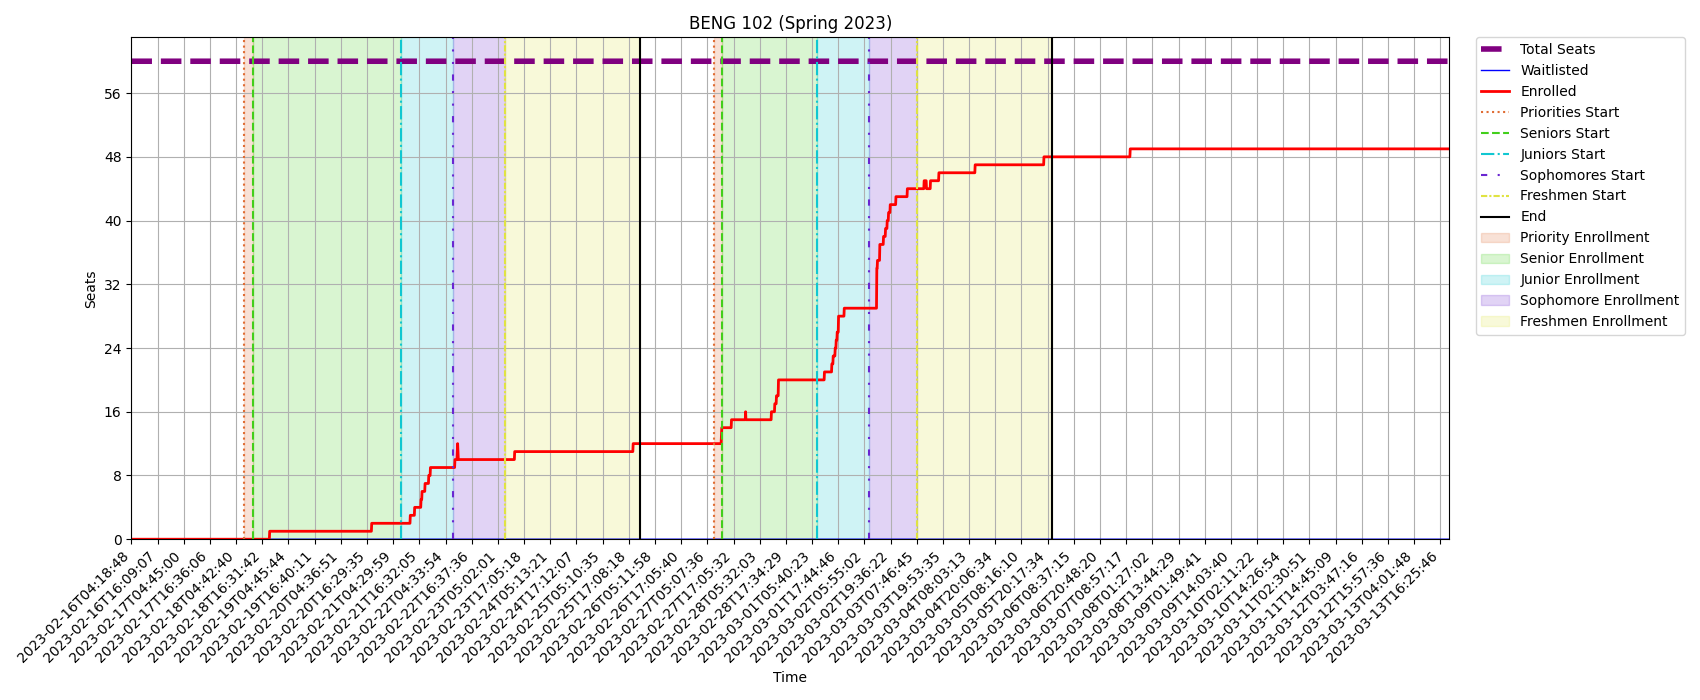 BENG 102 (Spring 2023)
Total Seats
Waitlisted
Enrolled
Priorities Start
Seniors Start
Juniors Start
Sophomores Start
Freshmen Start
End
Priority Enrollment
Senior Enrollment
Junior Enrollment
Sophomore Enrollment
Freshmen Enrollment
Seats
56
48
40
32
24
16
8
0
2023-02-16T04:18:48
2023-02-16T16:09:07
2023-02-17T04:45:00
2023-02-17T16:36:06
2023-02-18T04:42:40
2023-02-18T16:31:42
2023-02-19T04:45:44
2023-02-19T16:40:11
2023-02-20T04:36:51
2023-02-20T16:29:35
2023-02-21T04:29:59
2023-02-21T16:32:05
2023-02-22T04:33:54
2023-02-22T16:37:36
2023-02-23T05:02:01
2023-02-23T17:05:18
2023-02-24T05:13:21
2023-02-24T17:12:07
2023-02-25T05:10:35
2023-02-25T17:08:18
2023-02-26T05:11:58
2023-02-26T17:05:40
2023-02-27T05:07:36
2023-02-27T17:05:32
2023-02-28T05:32:03
2023-02-28T17:34:29
2023-03-01T05:40:23
2023-03-01T17:44:46
2023-03-02T05:55:02
2023-03-02T19:36:22
2023-03-03T07:46:45
2023-03-03T19:53:35
2023-03-04T08:03:13
2023-03-04T20:06:34
2023-03-05T08:16:10
2023-03-05T20:17:34
2023-03-06T08:37:15
2023-03-06T20:48:20
2023-03-07T08:57:17
2023-03-08T01:27:02
2023-03-08T13:44:29
2023-03-09T01:49:41
2023-03-09T14:03:40
2023-03-10T02:11:22
2023-03-10T14:26:54
2023-03-11T02:30:51
2023-03-11T14:45:09
2023-03-12T03:47:16
2023-03-12T15:57:36
2023-03-13T04:01:48
2023-03-13T16:25:46
Time